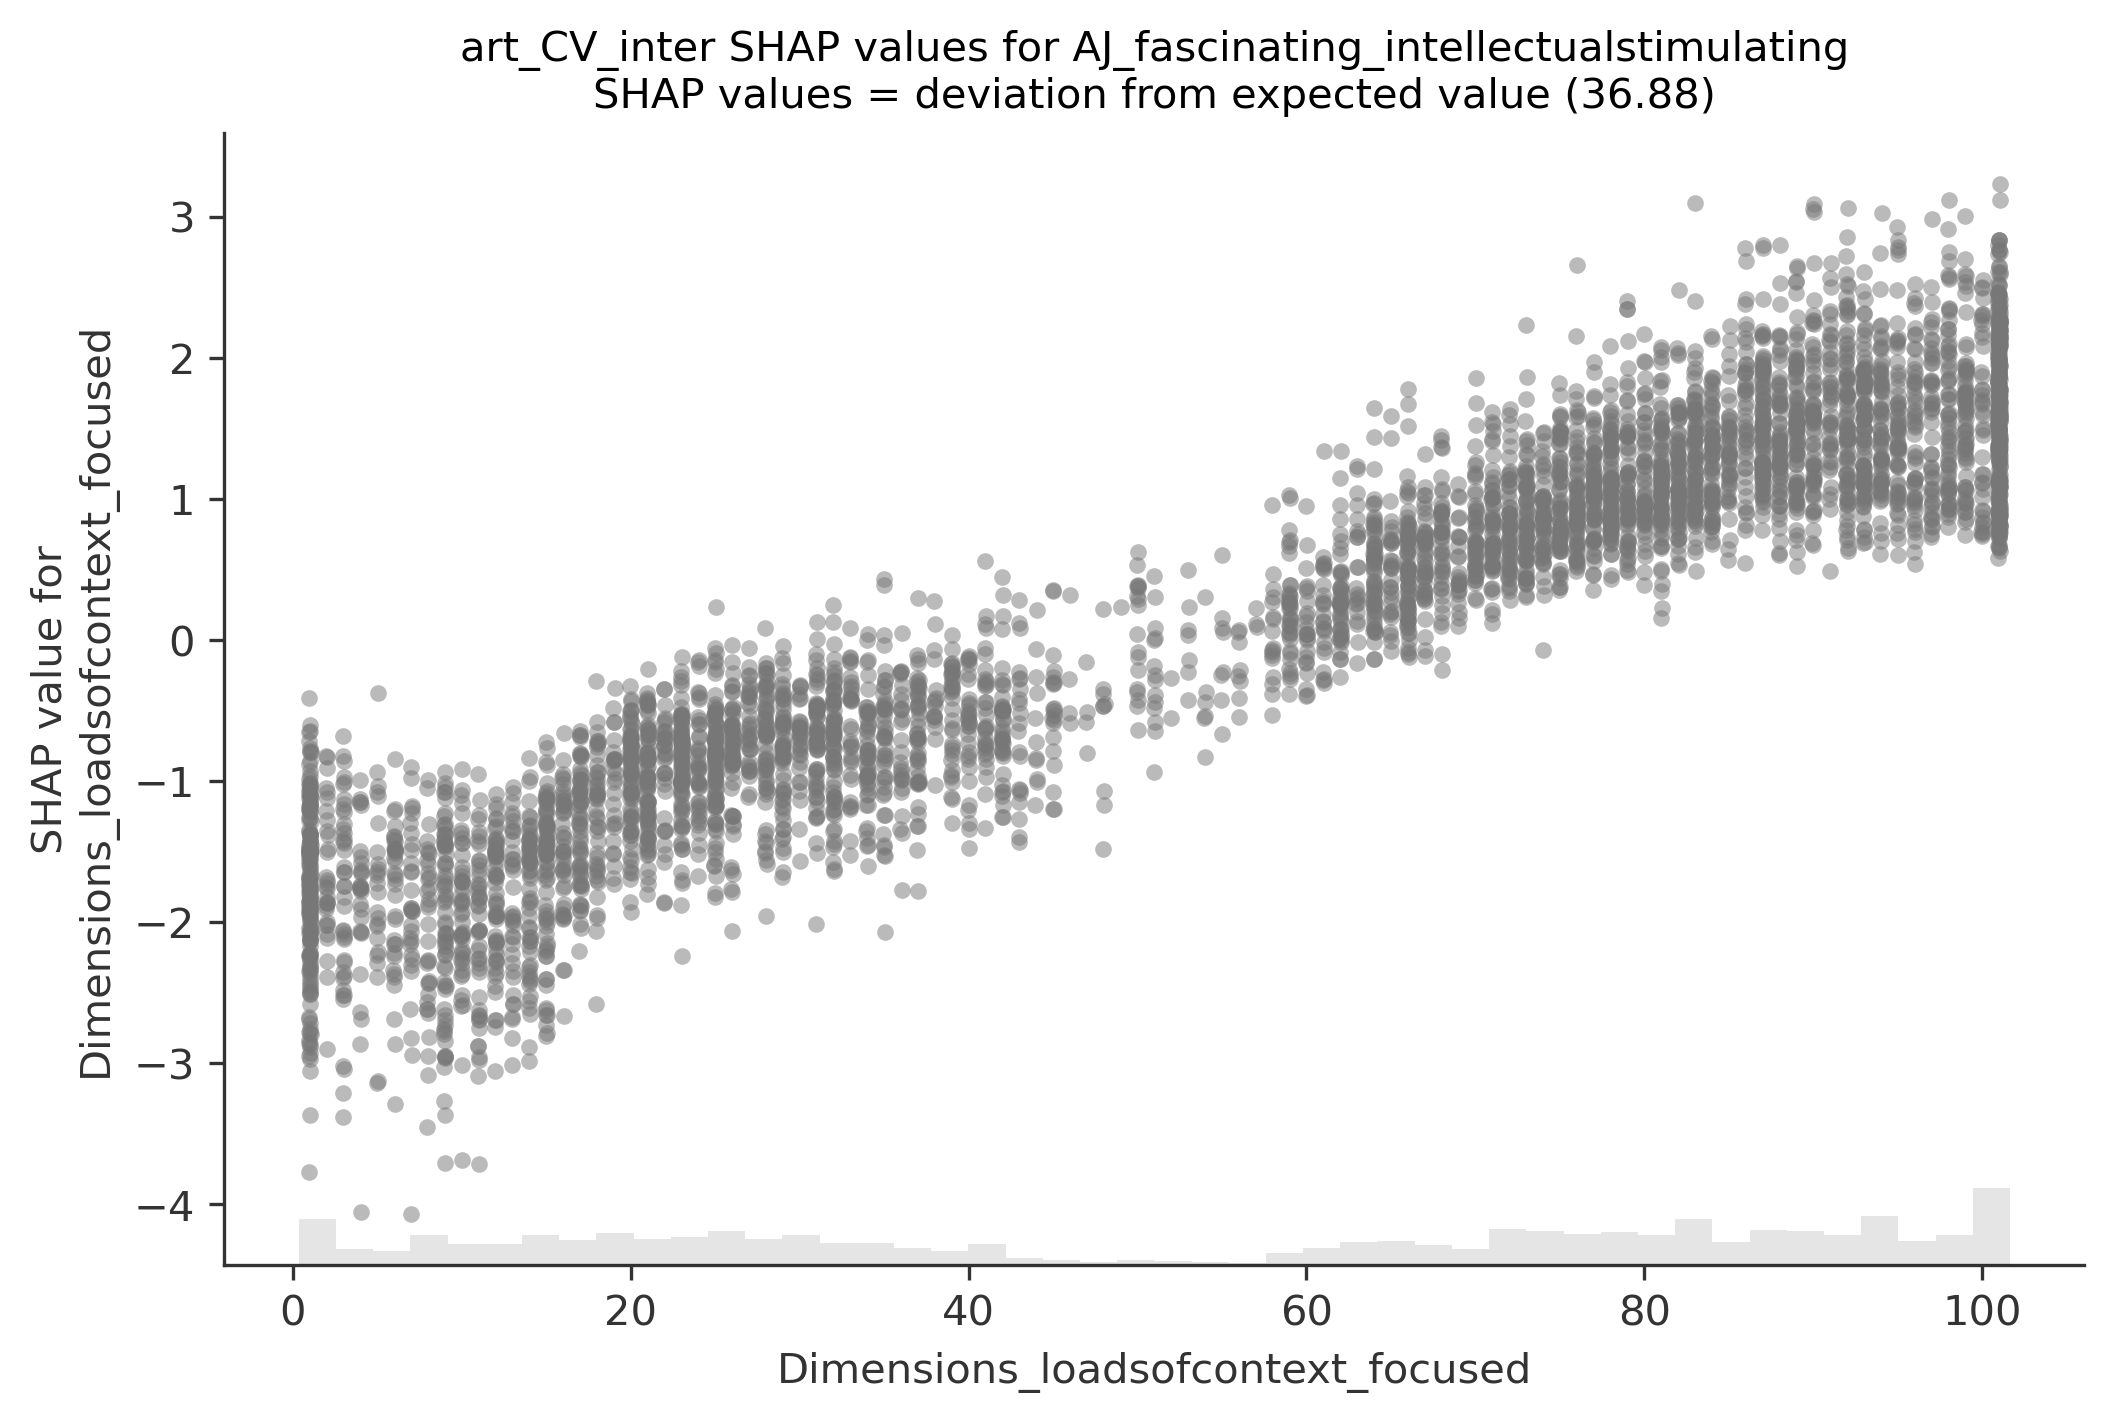 art_CV_inter SHAP values for AJ_fascinating_intellectualstimulating
SHAP values = deviation from expected value (36.88)
SHAP value for
Dimensions_loadsofcontext_focused
3
2
1
0
−1
−2
−3
−4
0 20 40 60 80 100
Dimensions_loadsofcontext_focused